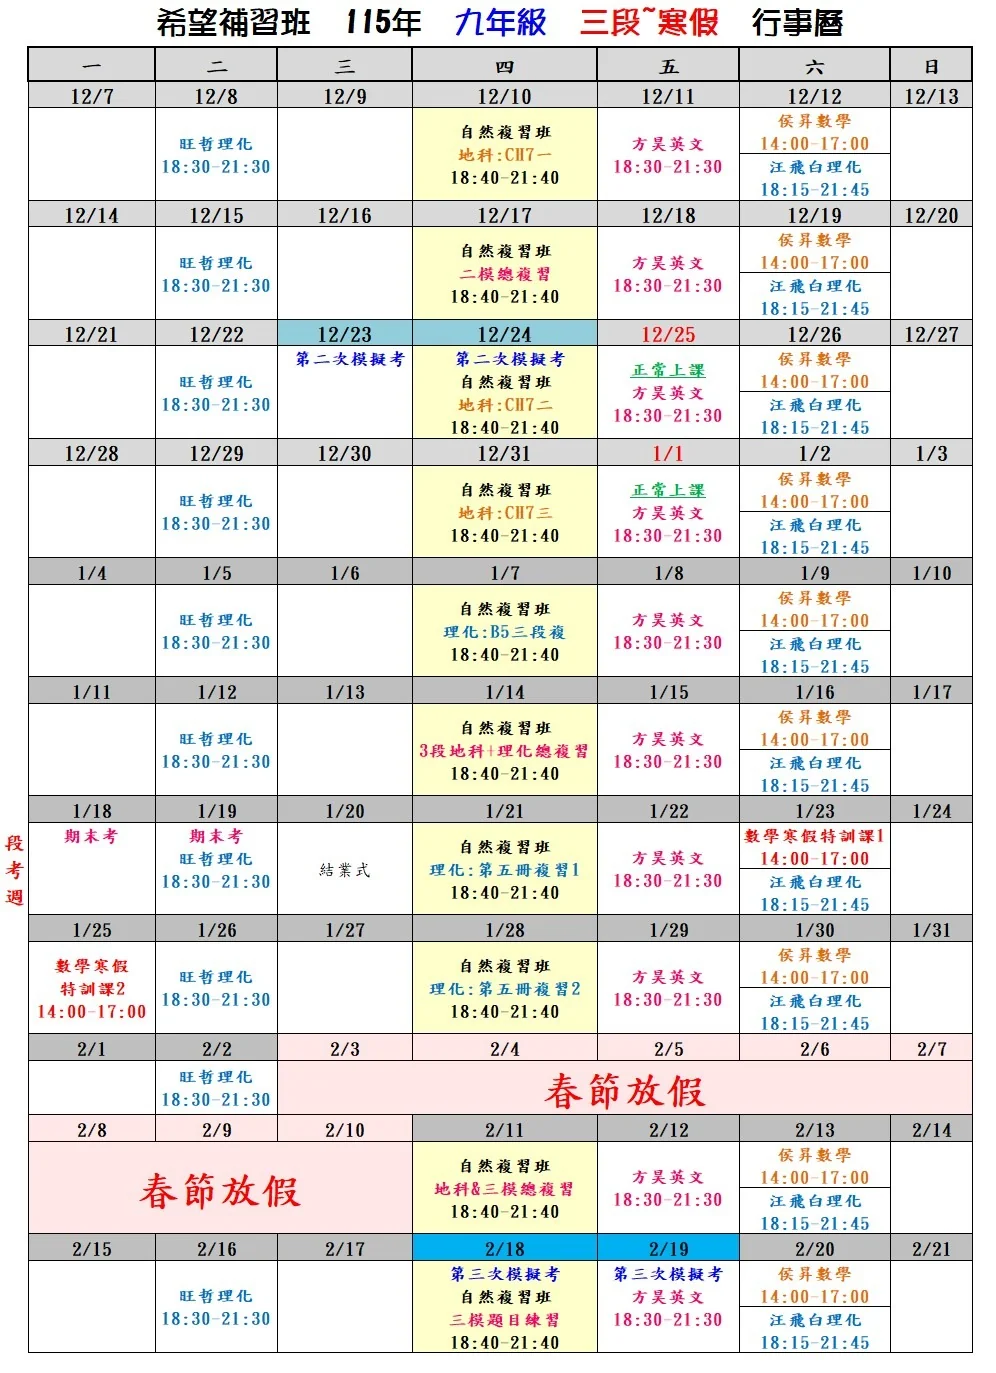 希望補習班 115年 九年級 三段~寒假 行事曆
一 二 三 四 五 六 日
12/7 12/8 12/9 12/10 12/11 12/12 12/13
旺哲理化
18:30-21:30
自然複習班
地科:CH7一
18:40-21:40
方昊英文
18:30-21:30
侯昇數學
14:00-17:00
汪飛白理化
18:15-21:45
12/14 12/15 12/16 12/17 12/18 12/19 12/20
旺哲理化
18:30-21:30
自然複習班
二模總複習
18:40-21:40
方昊英文
18:30-21:30
侯昇數學
14:00-17:00
汪飛白理化
18:15-21:45
12/21 12/22 12/23 12/24 12/25 12/26 12/27
旺哲理化
18:30-21:30
第二次模擬考
第二次模擬考
自然複習班
地科:CH7二
18:40-21:40
正常上課
方昊英文
18:30-21:30
侯昇數學
14:00-17:00
汪飛白理化
18:15-21:45
12/28 12/29 12/30 12/31 1/1 1/2 1/3
旺哲理化
18:30-21:30
自然複習班
地科:CH7三
18:40-21:40
正常上課
方昊英文
18:30-21:30
侯昇數學
14:00-17:00
汪飛白理化
18:15-21:45
1/4 1/5 1/6 1/7 1/8 1/9 1/10
旺哲理化
18:30-21:30
自然複習班
理化:B5三段複
18:40-21:40
方昊英文
18:30-21:30
侯昇數學
14:00-17:00
汪飛白理化
18:15-21:45
1/11 1/12 1/13 1/14 1/15 1/16 1/17
旺哲理化
18:30-21:30
自然複習班
3段地科+理化總複習
18:40-21:40
方昊英文
18:30-21:30
侯昇數學
14:00-17:00
汪飛白理化
18:15-21:45
段考週
1/18 1/19 1/20 1/21 1/22 1/23 1/24
期末考
期末考
旺哲理化
18:30-21:30
結業式
自然複習班
理化:第五冊複習1
18:40-21:40
方昊英文
18:30-21:30
數學寒假特訓課1
14:00-17:00
汪飛白理化
18:15-21:45
1/25 1/26 1/27 1/28 1/29 1/30 1/31
數學寒假
特訓課2
14:00-17:00
旺哲理化
18:30-21:30
自然複習班
理化:第五冊複習2
18:40-21:40
方昊英文
18:30-21:30
侯昇數學
14:00-17:00
汪飛白理化
18:15-21:45
2/1 2/2 2/3 2/4 2/5 2/6 2/7
旺哲理化
18:30-21:30
春節放假
2/8 2/9 2/10 2/11 2/12 2/13 2/14
春節放假
自然複習班
地科&三模總複習
18:40-21:40
方昊英文
18:30-21:30
侯昇數學
14:00-17:00
汪飛白理化
18:15-21:45
2/15 2/16 2/17 2/18 2/19 2/20 2/21
旺哲理化
18:30-21:30
第三次模擬考
自然複習班
三模題目練習
18:40-21:40
第三次模擬考
方昊英文
18:30-21:30
侯昇數學
14:00-17:00
汪飛白理化
18:15-21:45